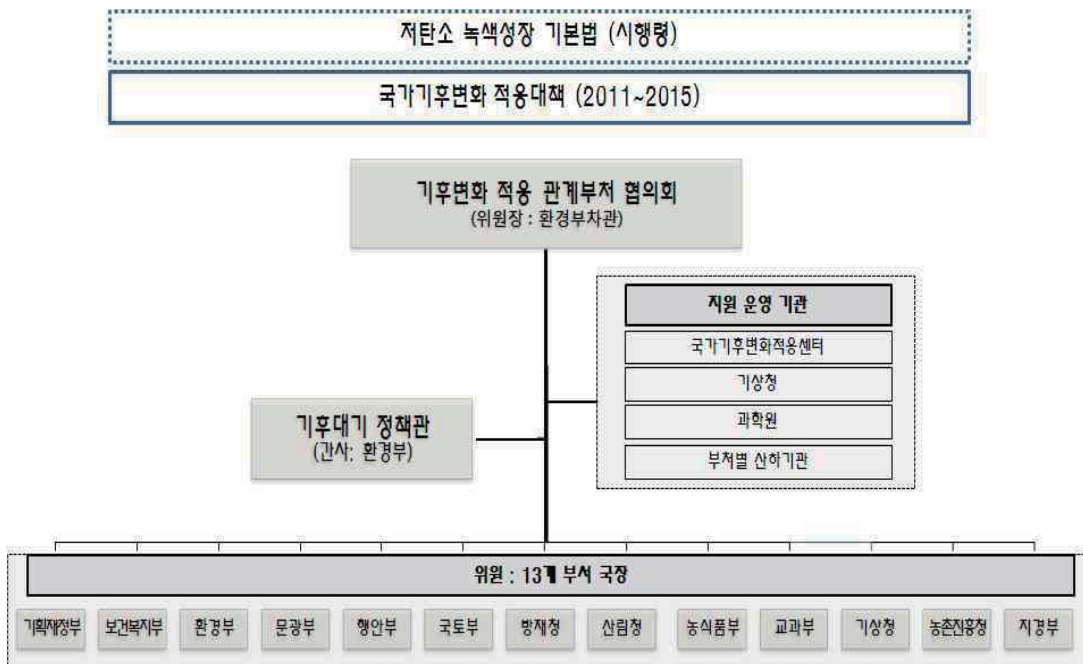 저탄소 녹색성장 기본법 (시행령)
국가기후변화 적응대책 (2011~2015)
기후변화 적응 관계부처 협의회
(위원장 : 환경부차관)
지원 운영 기관
국가기후변화적응센터
기상청
과학원
부처별 산하기관
기후대기 정책관
(간사: 환경부)
위원 : 13개 부서 국장
기획재정부
보건복지부
환경부
문광부
행안부
국토부
방재청
산림청
농식품부
교과부
기상청
농촌진흥청
지경부